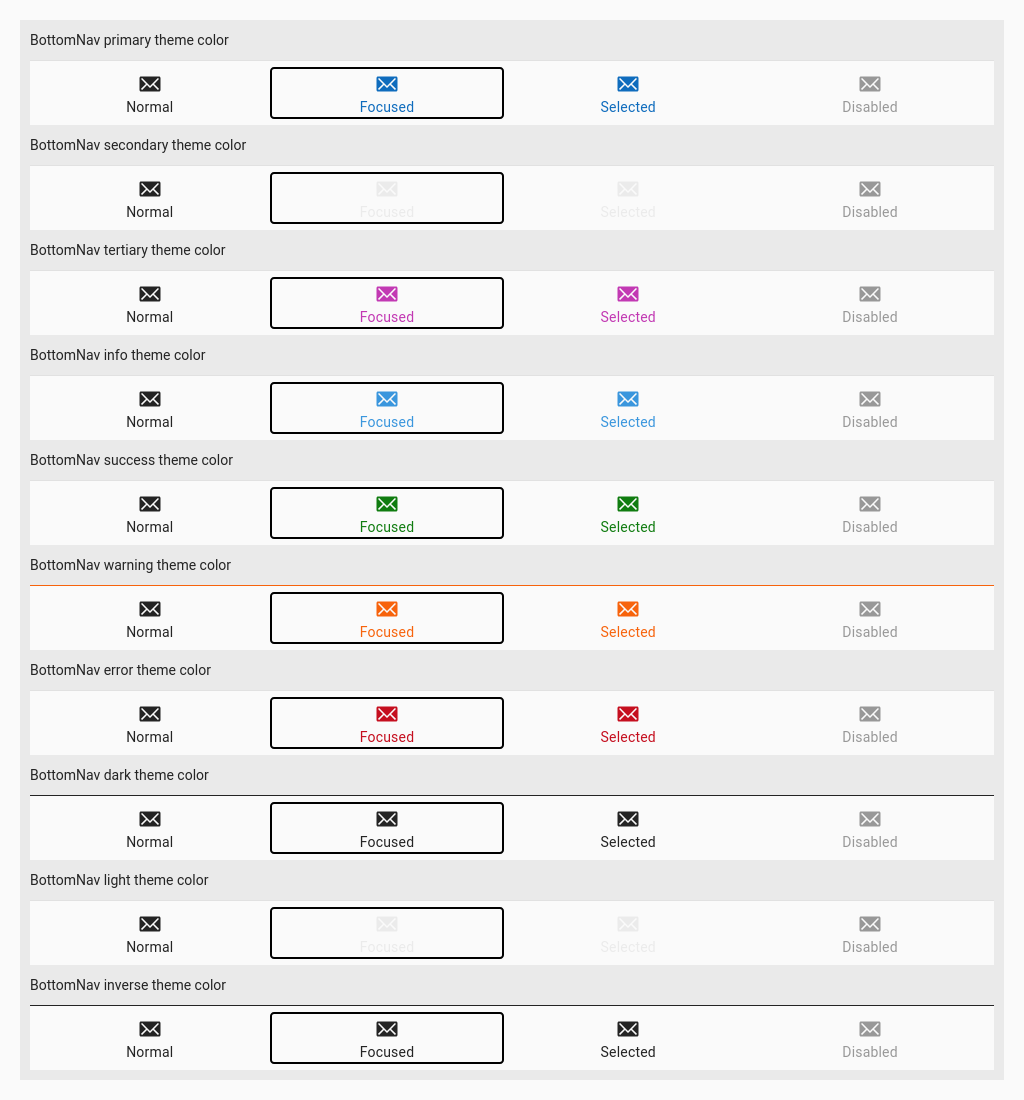 BottomNav primary theme color
Normal Focused Selected Disabled
BottomNav secondary theme color
Normal Focused Selected Disabled
BottomNav tertiary theme color
Normal Focused Selected Disabled
BottomNav info theme color
Normal Focused Selected Disabled
BottomNav success theme color
Normal Focused Selected Disabled
BottomNav warning theme color
Normal Focused Selected Disabled
BottomNav error theme color
Normal Focused Selected Disabled
BottomNav dark theme color
Normal Focused Selected Disabled
BottomNav light theme color
Normal Focused Selected Disabled
BottomNav inverse theme color
Normal Focused Selected Disabled